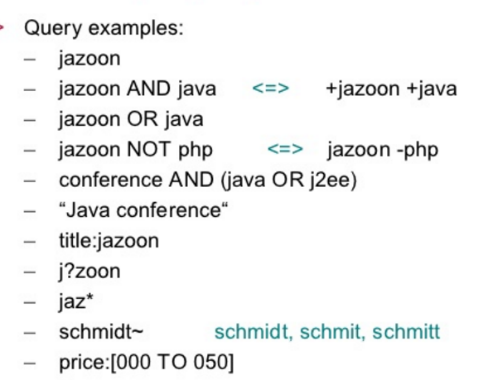 Query examples:
– jazoon
– jazoon AND java <=> +jazoon +java
– jazoon OR java
– jazoon NOT php <=> jazoon -php
– conference AND (java OR j2ee)
– “Java conference“
– title:jazoon
– j?zoon
– jaz*
– schmidt~ schmidt, schmit, schmitt
– price:[000 TO 050]